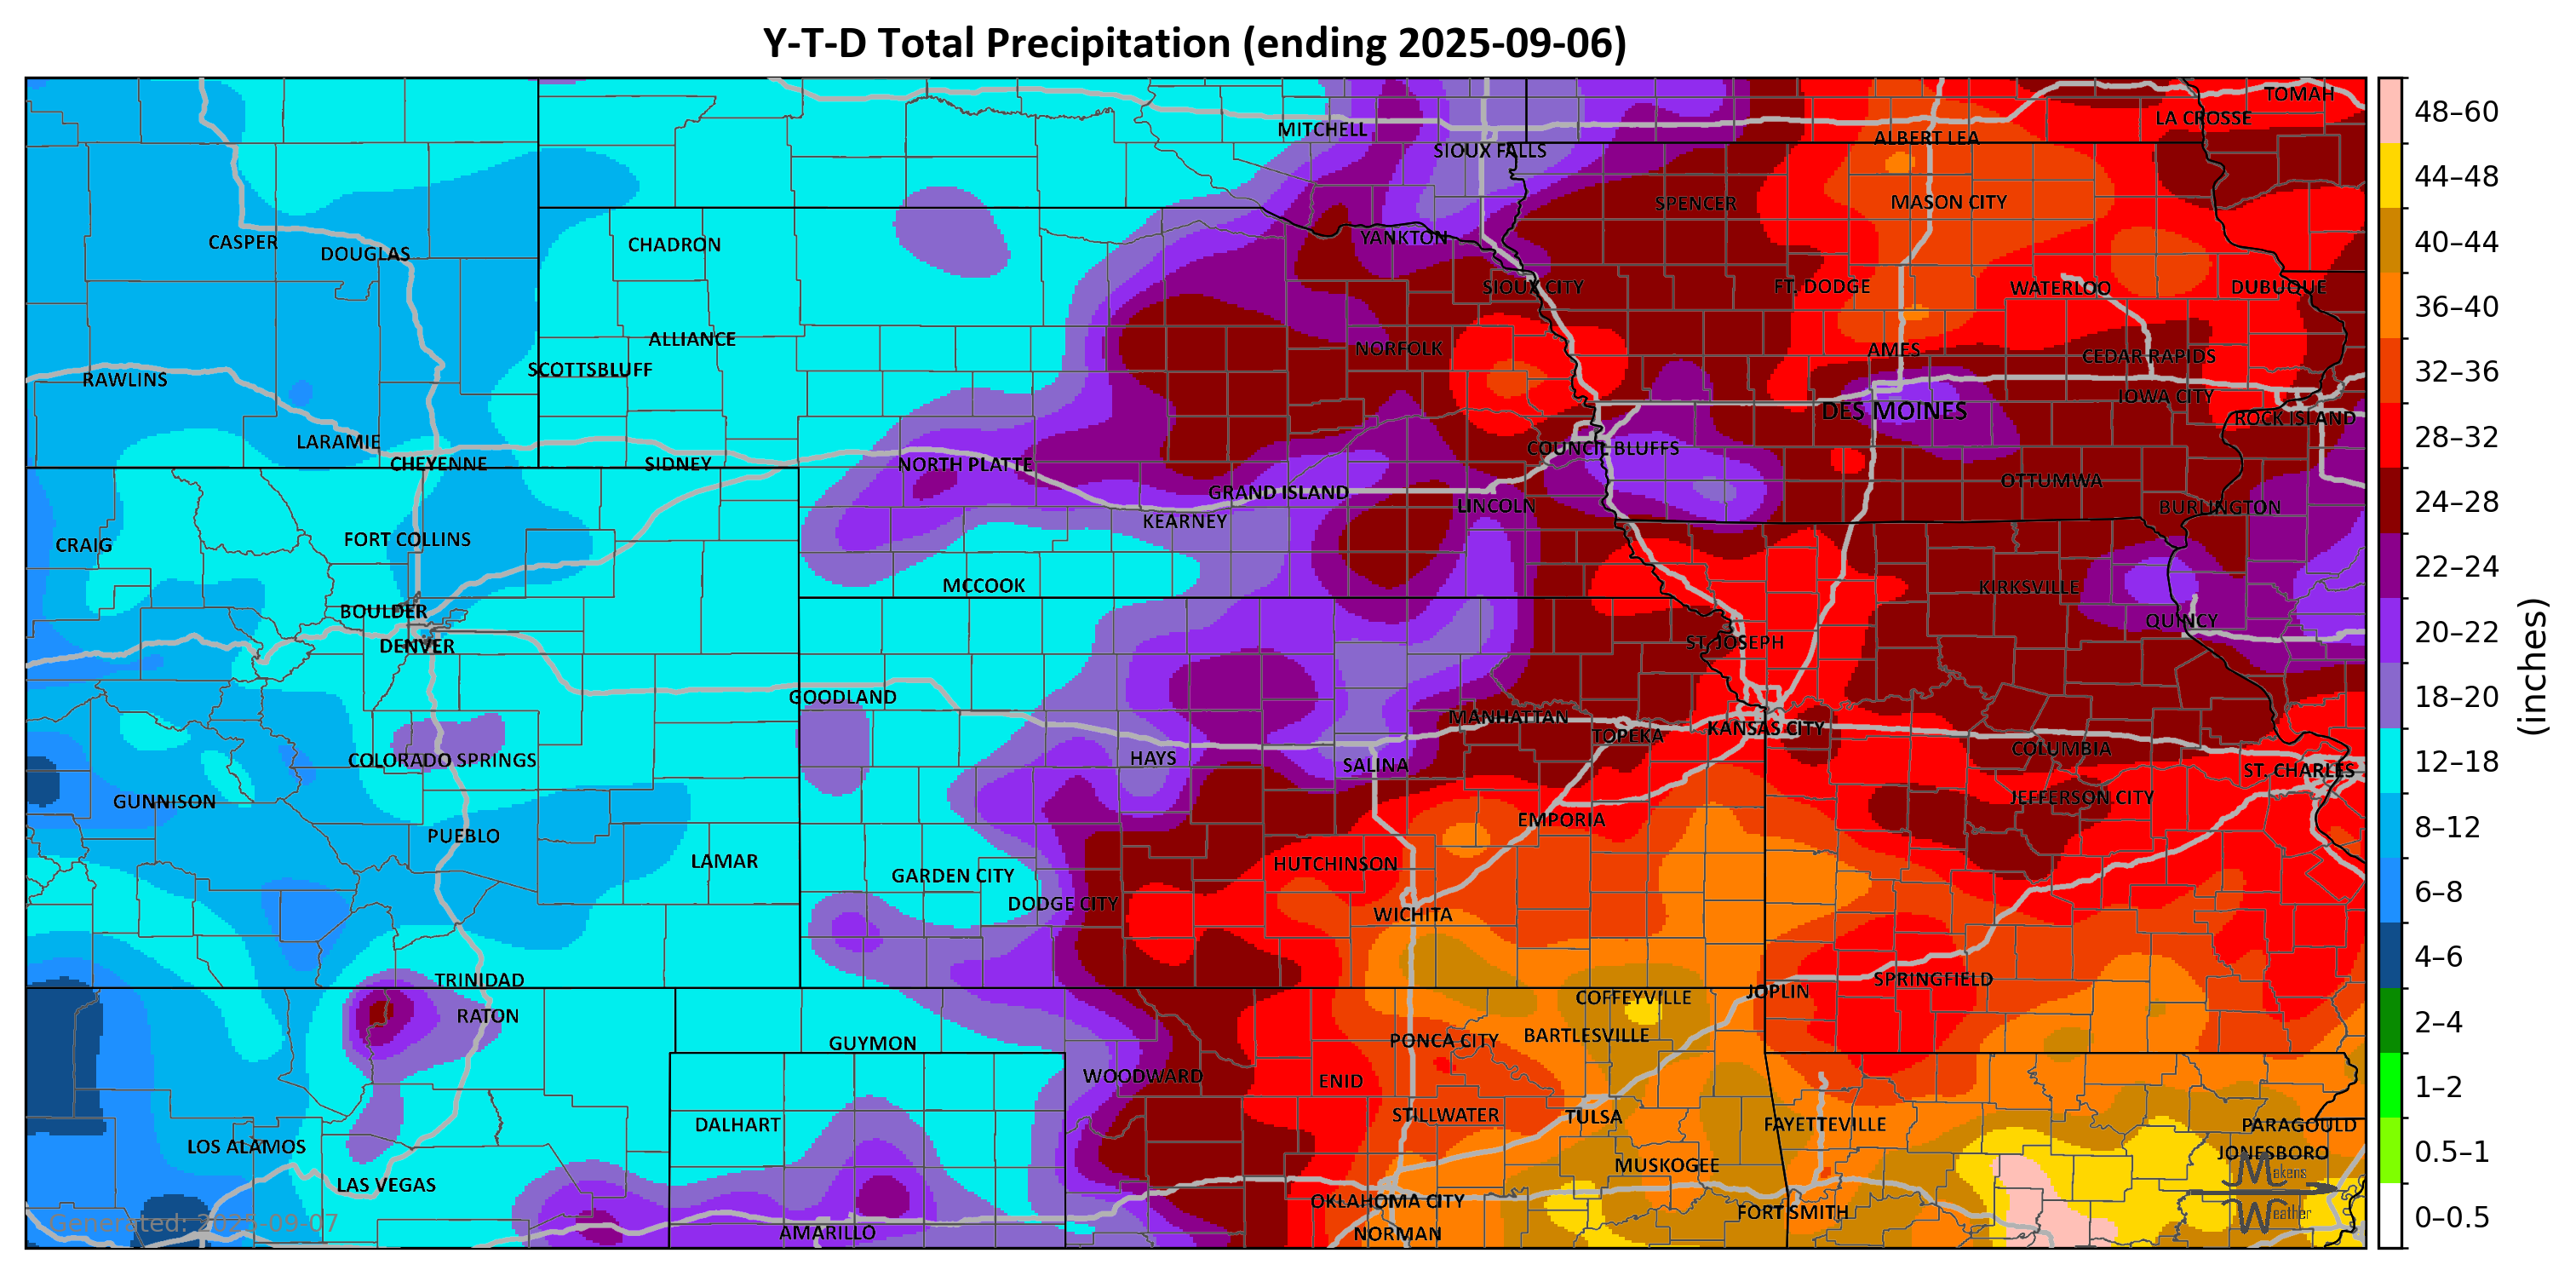 Y-T-D Total Precipitation (ending 2025-09-06)
TOMAH
LA CROSSE
MITCHELL
ALBERT LEA
SIOUX FALLS
SPENCER
MASON CITY
CASPER
CHADRON
YANKTON
DOUGLAS
SIOUX CITY
FT. DODGE
WATERLOO
DUBUQUE
ALLIANCE
NORFOLK
AMES
CEDAR RAPIDS
SCOTTSBLUFF
RAWLINS
IOWA CITY
DES MOINES
ROCK ISLAND
LARAMIE
COUNCIL BLUFFS
CHEYENNE
SIDNEY
NORTH PLATTE
OTTUMWA
GRAND ISLAND
LINCOLN
BURLINGTON
KEARNEY
FORT COLLINS
CRAIG
MCCOOK
KIRKSVILLE
BOULDER
QUINCY
DENVER
ST. JOSEPH
GOODLAND
MANHATTAN
KANSAS CITY
TOPEKA
COLUMBIA
COLORADO SPRINGS
HAYS
SALINA
ST. CHARLES
GUNNISON
JEFFERSON CITY
EMPORIA
PUEBLO
LAMAR
HUTCHINSON
GARDEN CITY
DODGE CITY
WICHITA
TRINIDAD
SPRINGFIELD
JOPLIN
COFFEYVILLE
RATON
BARTLESVILLE
GUYMON
PONCA CITY
WOODWARD
ENID
STILLWATER
TULSA
DALHART
FAYETTEVILLE
PARAGOULD
LOS ALAMOS
JONESBORO
MUSKOGEE
LAS VEGAS
OKLAHOMA CITY
FORT SMITH
AMARILLO
NORMAN
Generated: 2025-09-07
Makens
Weather
48–60
44–48
40–44
36–40
32–36
28–32
24–28
22–24
20–22
18–20
12–18
8–12
6–8
4–6
2–4
1–2
0.5–1
0–0.5
(inches)